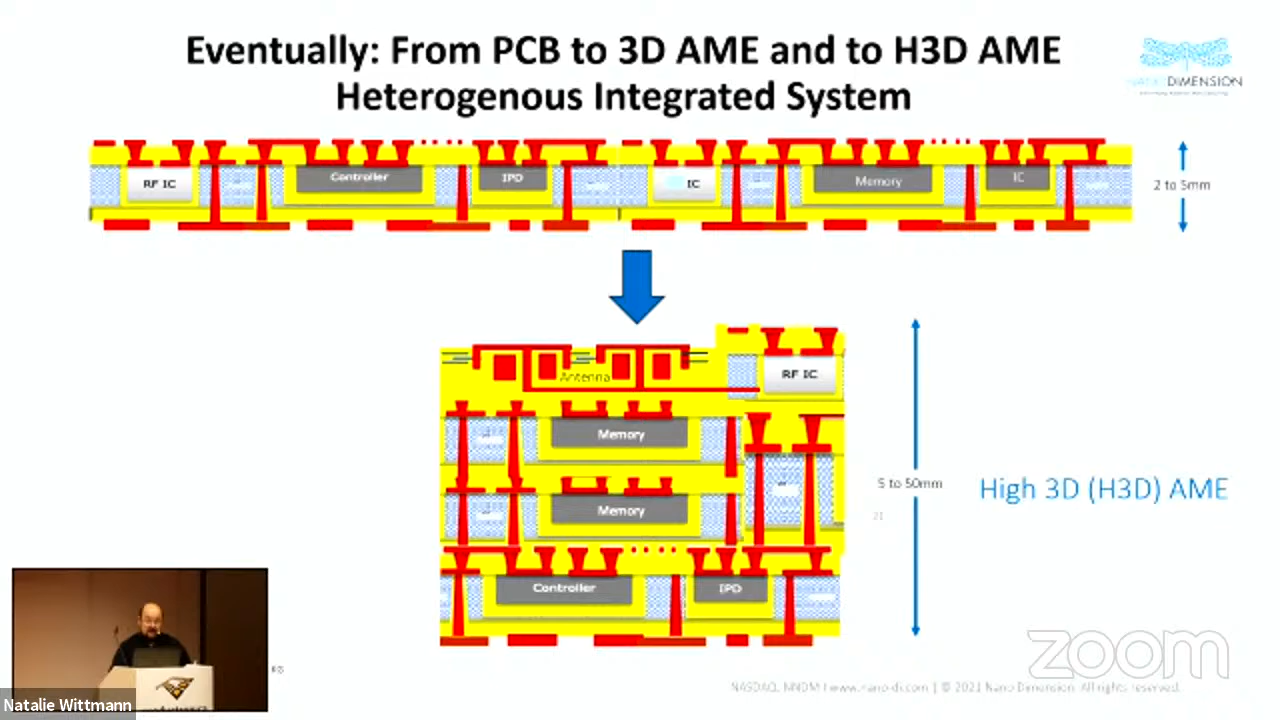 Eventually: From PCB to 3D AME and to H3D AME
Heterogenous Integrated System
DIMENSION
RF IC
Controller
IPD
IC
Memory
IC
2 to 5mm
Antenna
RF IC
Memory
5 to 50mm
High 3D (H3D) AME
21
Memory
Controller
IPD
zoom
NASDAQ: NNDM | www.nano-di.com | © 2021 Nano Dimension. All rights reserved.
Natalie Wittmann